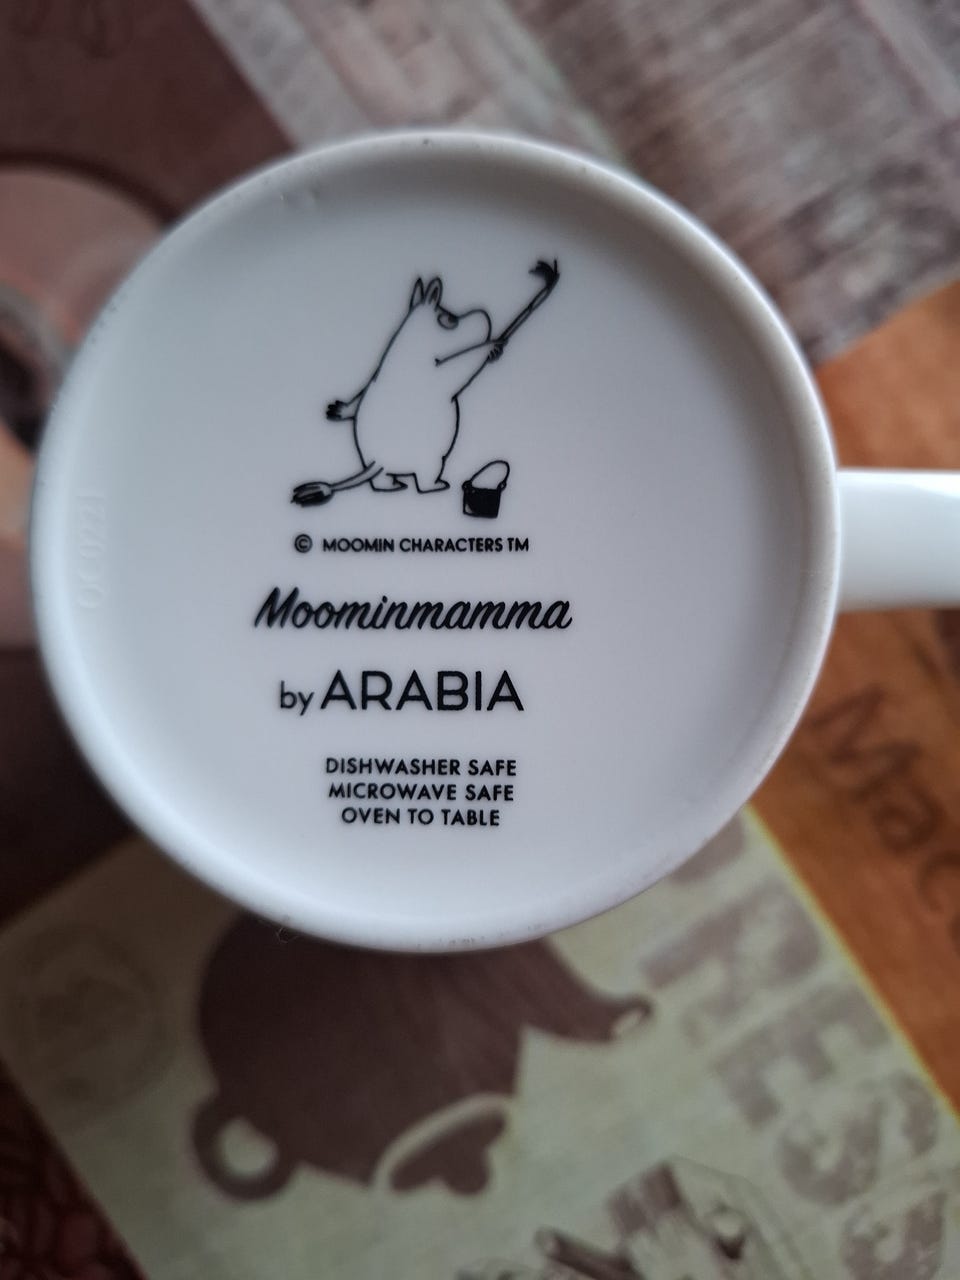 © MOOMIN CHARACTERS TM
Moominmamma
by ARABIA
DISHWASHER SAFE
MICROWAVE SAFE
OVEN TO TABLE